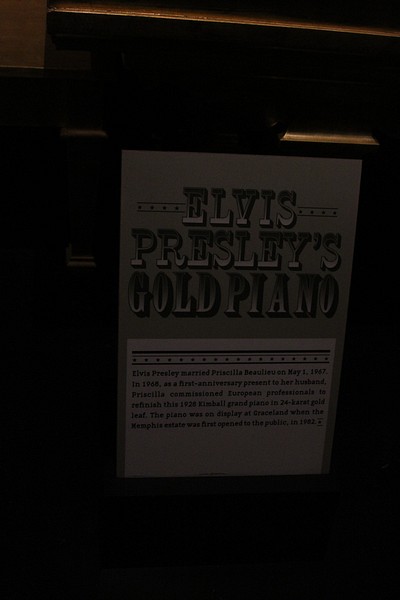 ELVIS
PRESLEY'S
GOLD PIANO
Elvis Presley married Priscilla Beaulieu on May 1, 1967.
In 1968, as a first-anniversary present to her husband,
Priscilla commissioned European professionals to
refinish this 1928 Kimball grand piano in 24-karat gold
leaf. The piano was on display at Graceland when the
Memphis estate was first opened to the public, in 1982.